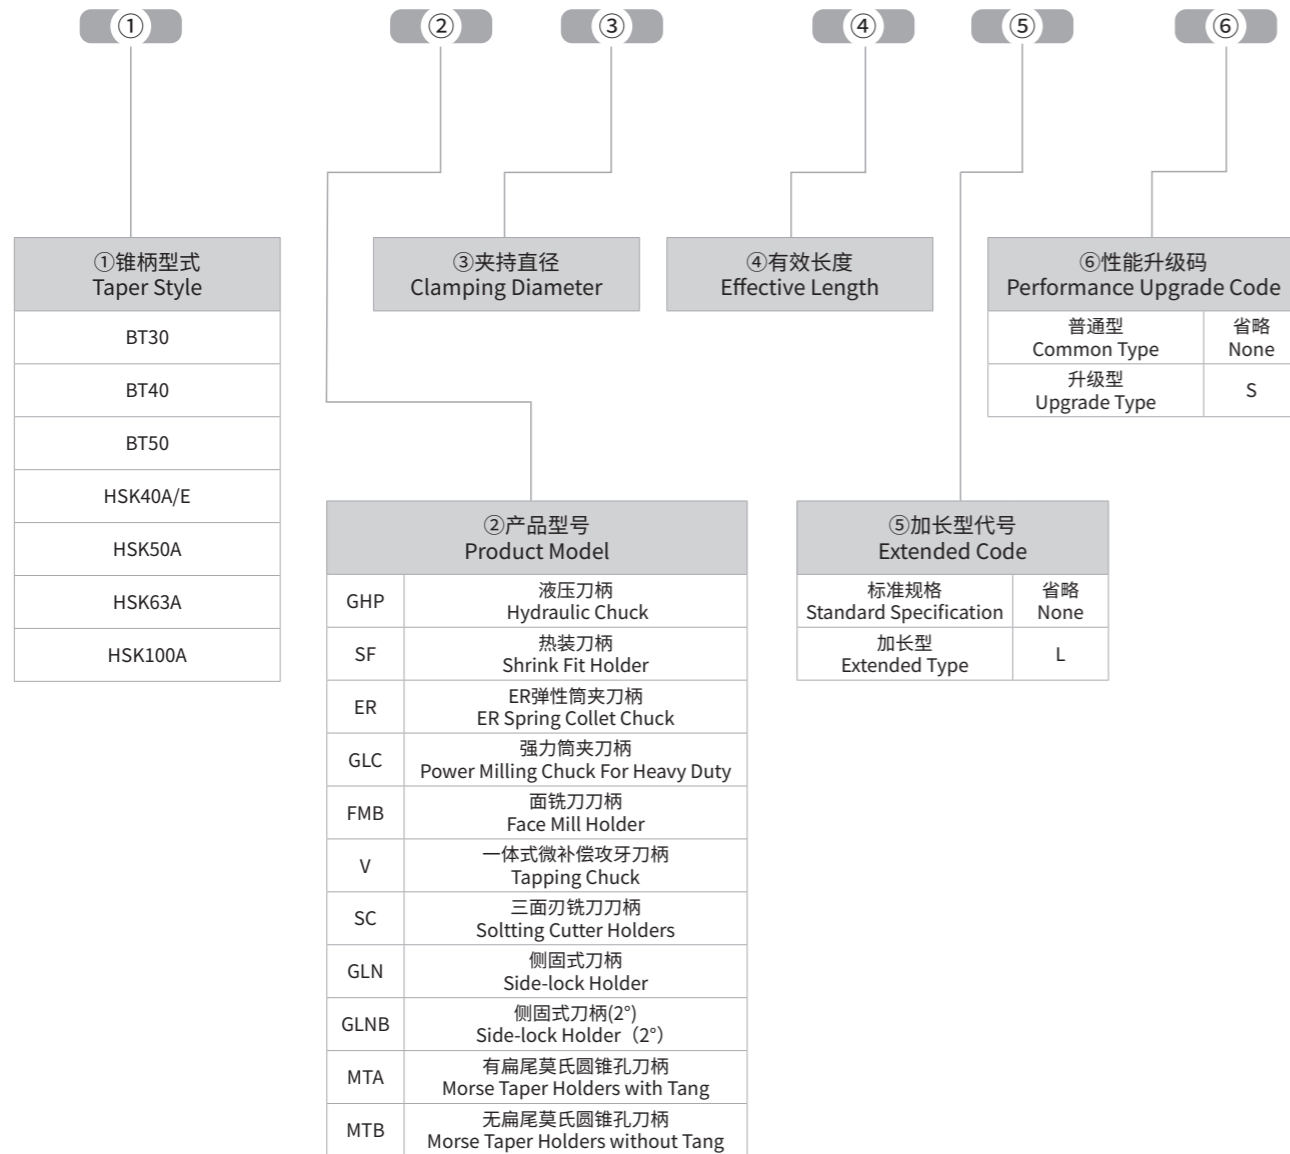 ①
②
③
④
⑤
⑥
①锥柄型式
Taper Style
BT30
BT40
BT50
HSK40A/E
HSK50A
HSK63A
HSK100A
③夹持直径
Clamping Diameter
④有效长度
Effective Length
⑥性能升级码
Performance Upgrade Code
普通型
Common Type
省略
None
升级型
Upgrade Type
S
②产品型号
Product Model
GHP
液压刀柄
Hydraulic Chuck
SF
热装刀柄
Shrink Fit Holder
ER
ER弹性筒夹刀柄
ER Spring Collet Chuck
GLC
强力筒夹刀柄
Power Milling Chuck For Heavy Duty
FMB
面铣刀刀柄
Face Mill Holder
V
一体式微补偿攻牙刀柄
Tapping Chuck
SC
三面刃铣刀刀柄
Soltting Cutter Holders
GLN
侧固式刀柄
Side-lock Holder
GLNB
侧固式刀柄(2°)
Side-lock Holder（2°）
MTA
有扁尾莫氏圆锥孔刀柄
Morse Taper Holders with Tang
MTB
无扁尾莫氏圆锥孔刀柄
Morse Taper Holders without Tang
⑤加长型代号
Extended Code
标准规格
Standard Specification
省略
None
加长型
Extended Type
L